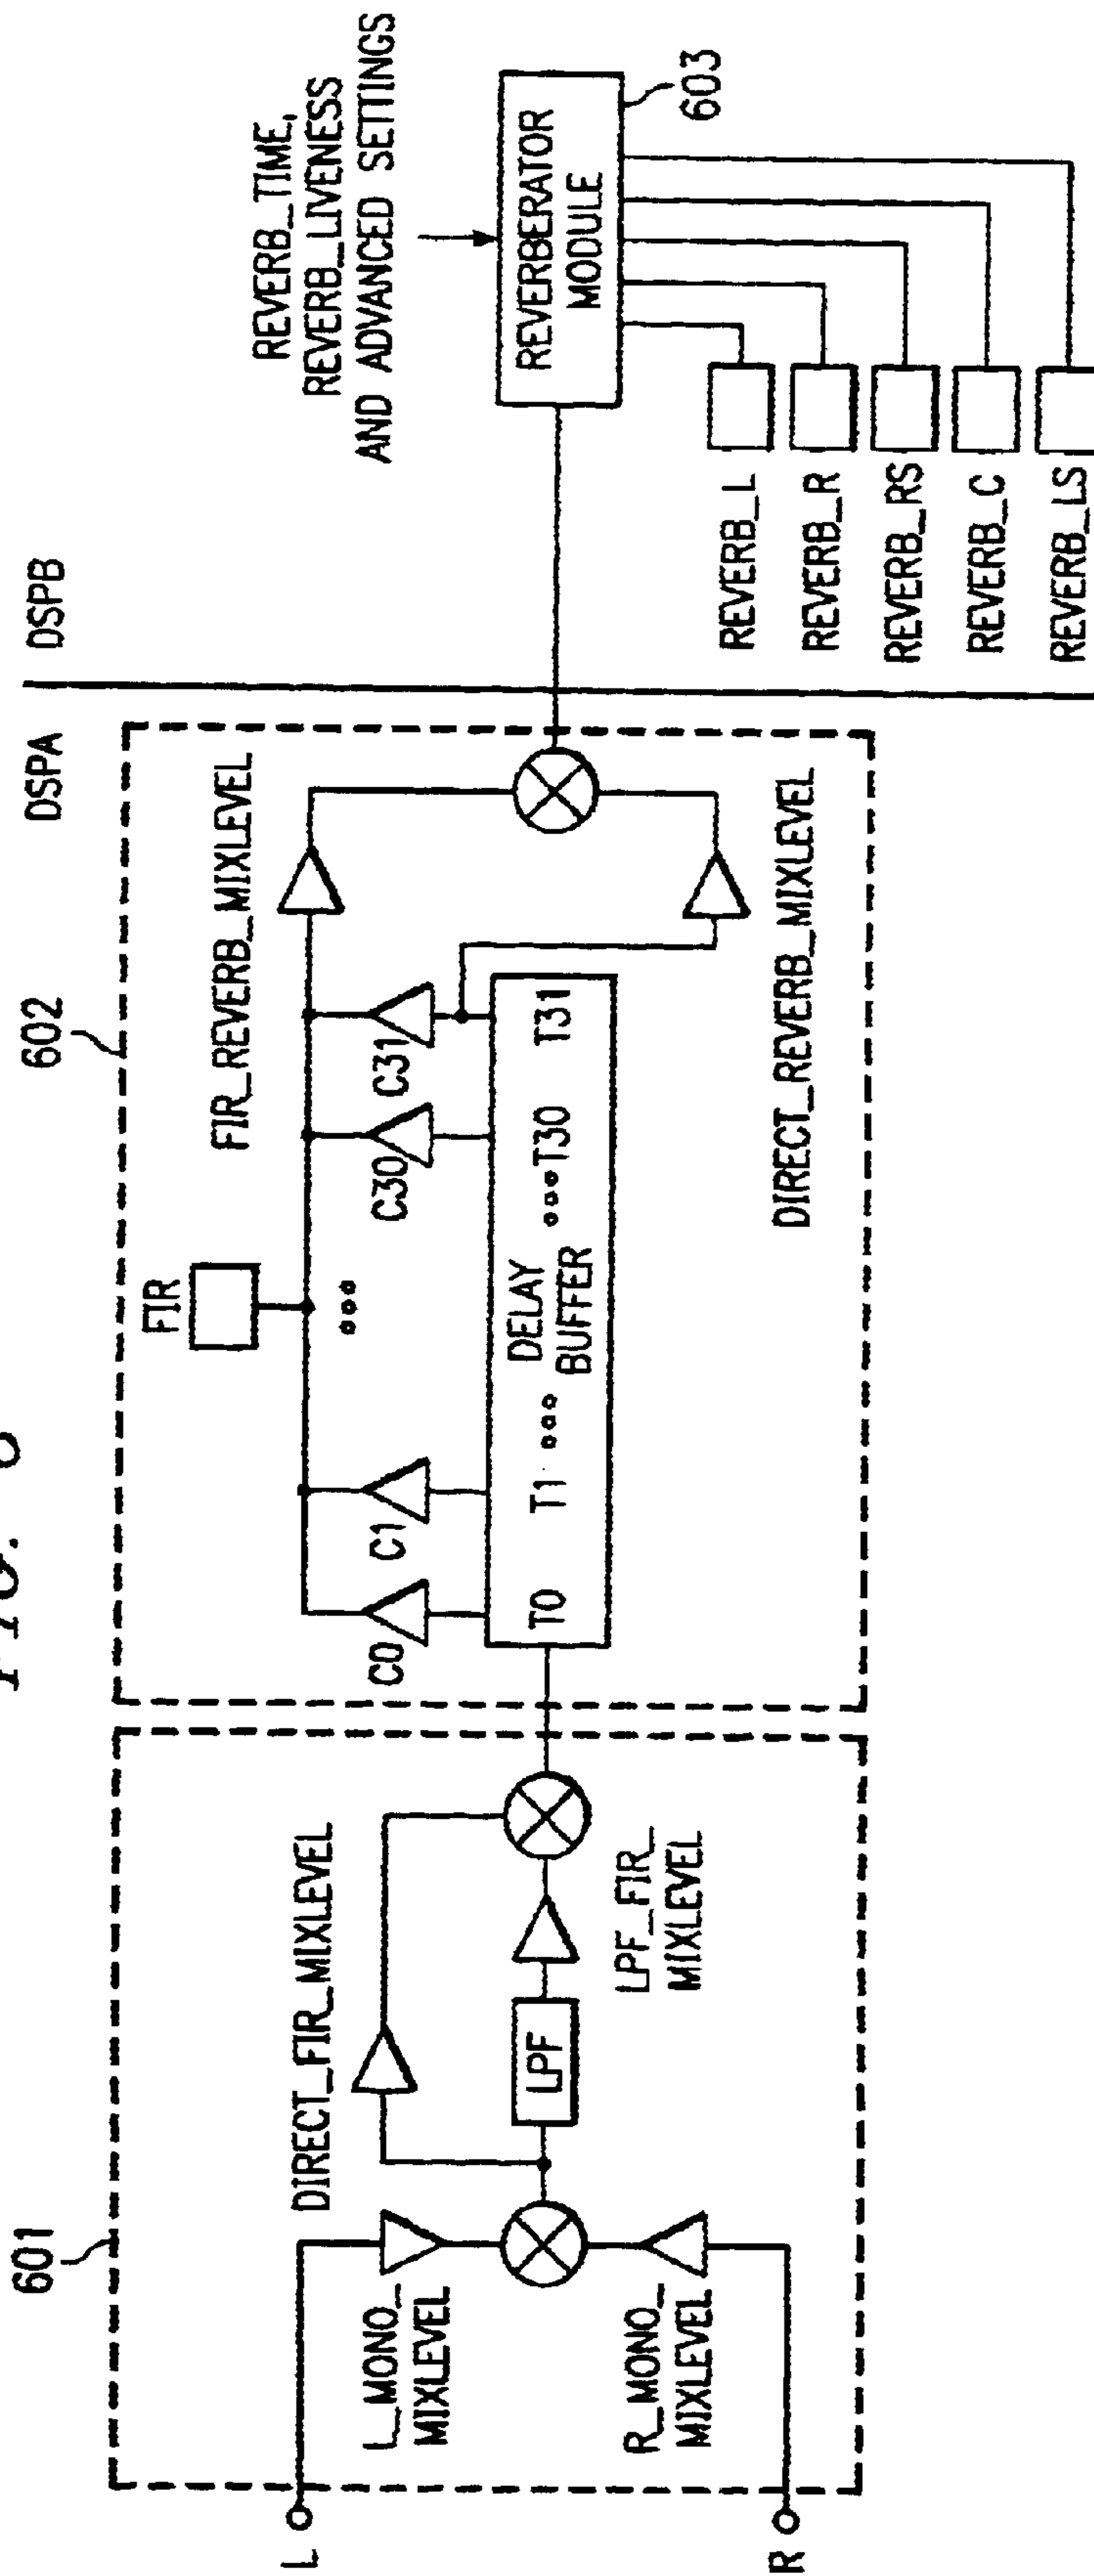 FIG. 6
601
602
DSPA
DSPB
L
R
L_MONO_
MIXLEVEL
R_MONO_
MIXLEVEL
DIRECT_FIR_MIXLEVEL
LPF
LPF_FIR_
MIXLEVEL
FIR
C0
C1
C30
C31
T0
T1
DELAY
BUFFER
T30
T31
FIR_REVERB_MIXLEVEL
DIRECT_REVERB_MIXLEVEL
REVERB_TIME,
REVERB_LIVENESS
AND ADVANCED SETTINGS
REVERBERATOR
MODULE
603
REVERB_L
REVERB_R
REVERB_RS
REVERB_C
REVERB_LS